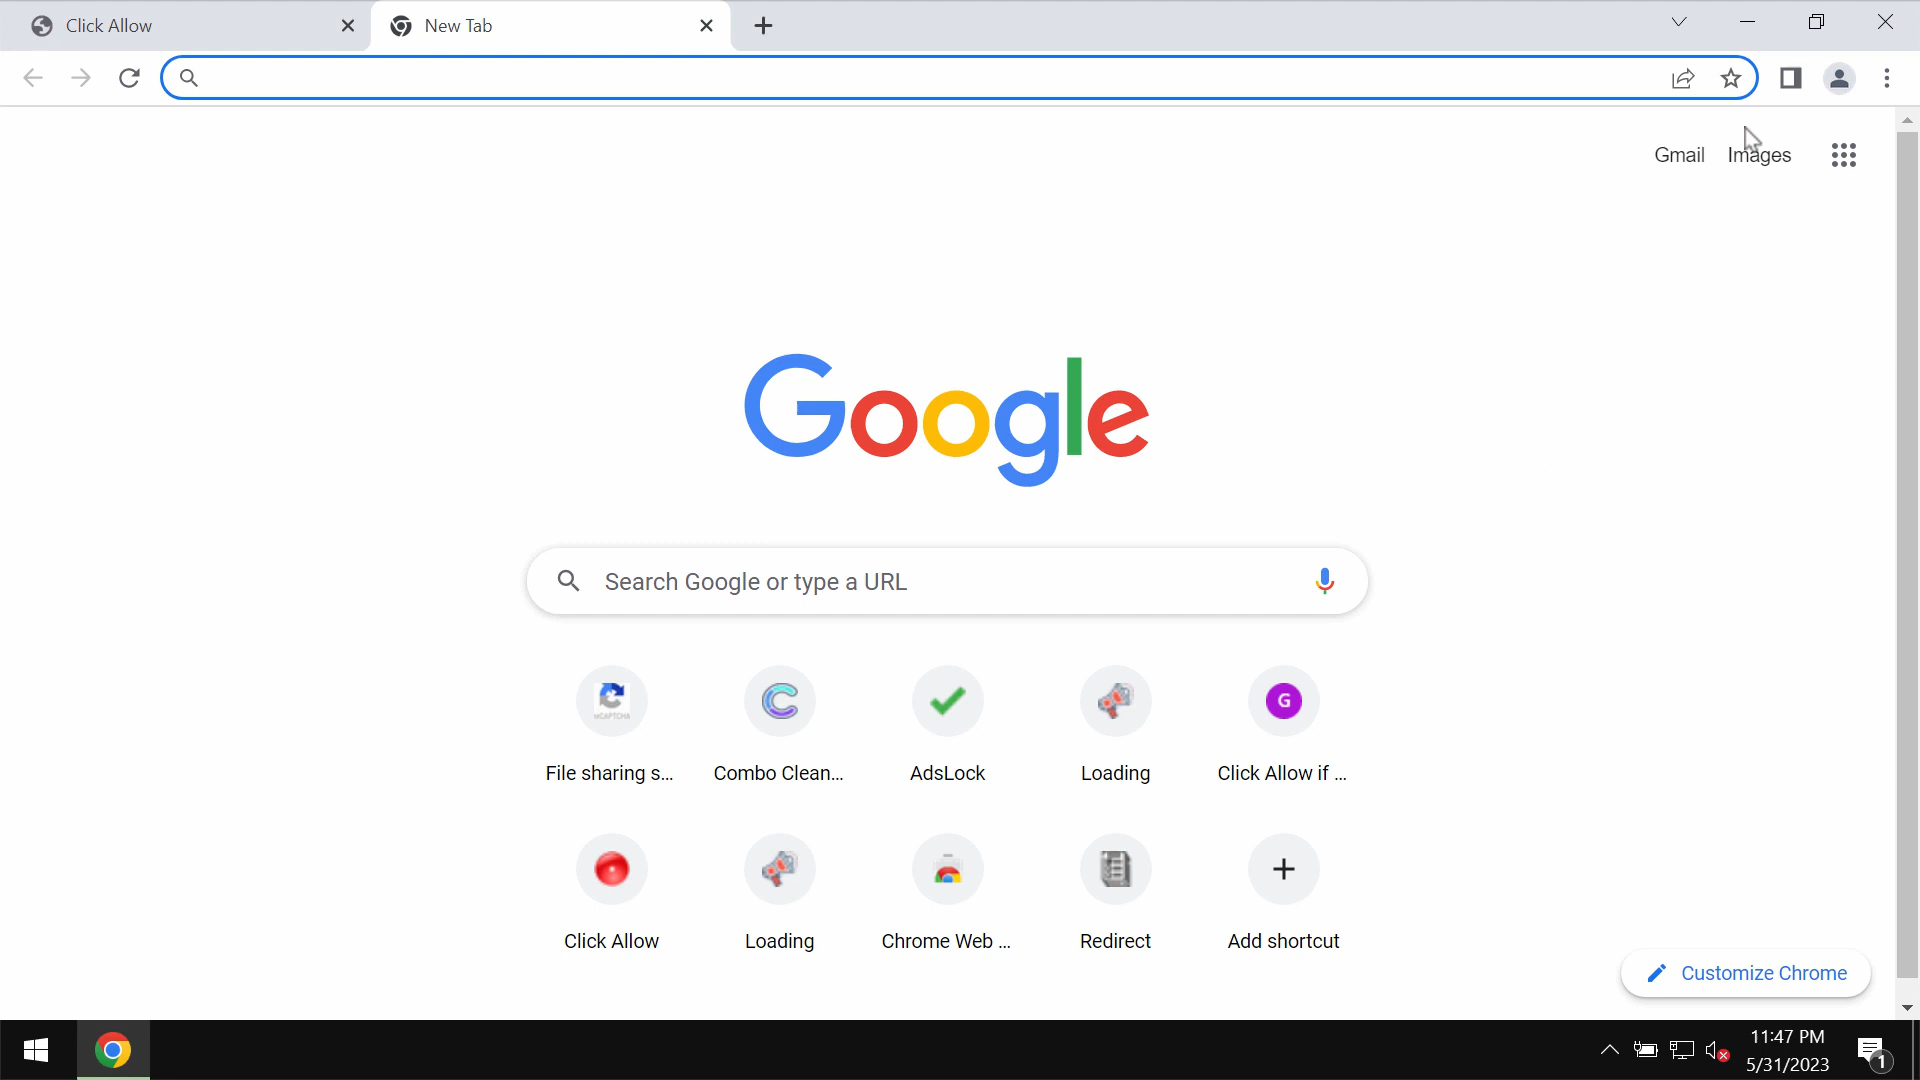 Click Allow
New Tab
Gmail Images
Google
Search Google or type a URL
File sharing s... Combo Clean... AdsLock Loading Click Allow if ...
Click Allow Loading Chrome Web ... Redirect Add shortcut
Customize Chrome
11:47 PM
5/31/2023
1
G